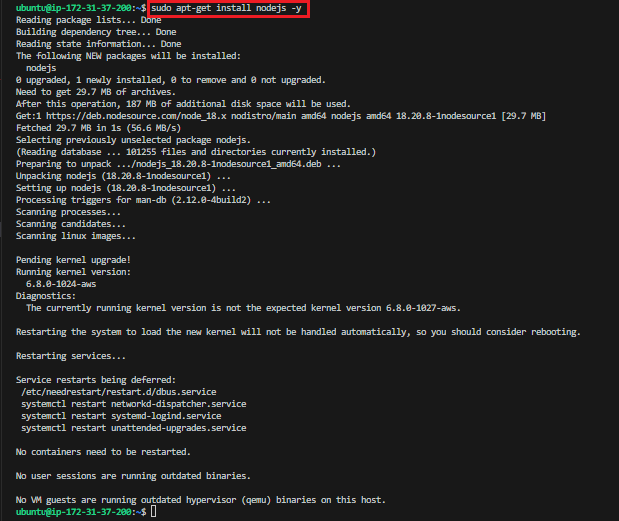 ubuntu@ip-172-31-37-200:~$ sudo apt-get install nodejs -y
Reading package lists... Done
Building dependency tree... Done
Reading state information... Done
The following NEW packages will be installed:
  nodejs
0 upgraded, 1 newly installed, 0 to remove and 0 not upgraded.
Need to get 29.7 MB of archives.
After this operation, 187 MB of additional disk space will be used.
Get:1 https://deb.nodesource.com/node_18.x nodistro/main amd64 nodejs amd64 18.20.8-1nodesource1 [29.7 MB]
Fetched 29.7 MB in 1s (56.6 MB/s)
Selecting previously unselected package nodejs.
(Reading database ... 101255 files and directories currently installed.)
Preparing to unpack .../nodejs_18.20.8-1nodesource1_amd64.deb ...
Unpacking nodejs (18.20.8-1nodesource1) ...
Setting up nodejs (18.20.8-1nodesource1) ...
Processing triggers for man-db (2.12.0-4build2) ...
Scanning processes...
Scanning candidates...
Scanning linux images...
Pending kernel upgrade!
Running kernel version:
  6.8.0-1024-aws
Diagnostics:
  The currently running kernel version is not the expected kernel version 6.8.0-1027-aws.
Restarting the system to load the new kernel will not be handled automatically, so you should consider rebooting.
Restarting services...
Service restarts being deferred:
 /etc/needrestart/restart.d/dbus.service
 systemctl restart networkd-dispatcher.service
 systemctl restart systemd-logind.service
 systemctl restart unattended-upgrades.service
No containers need to be restarted.
No user sessions are running outdated binaries.
No VM guests are running outdated hypervisor (qemu) binaries on this host.
ubuntu@ip-172-31-37-200:~$